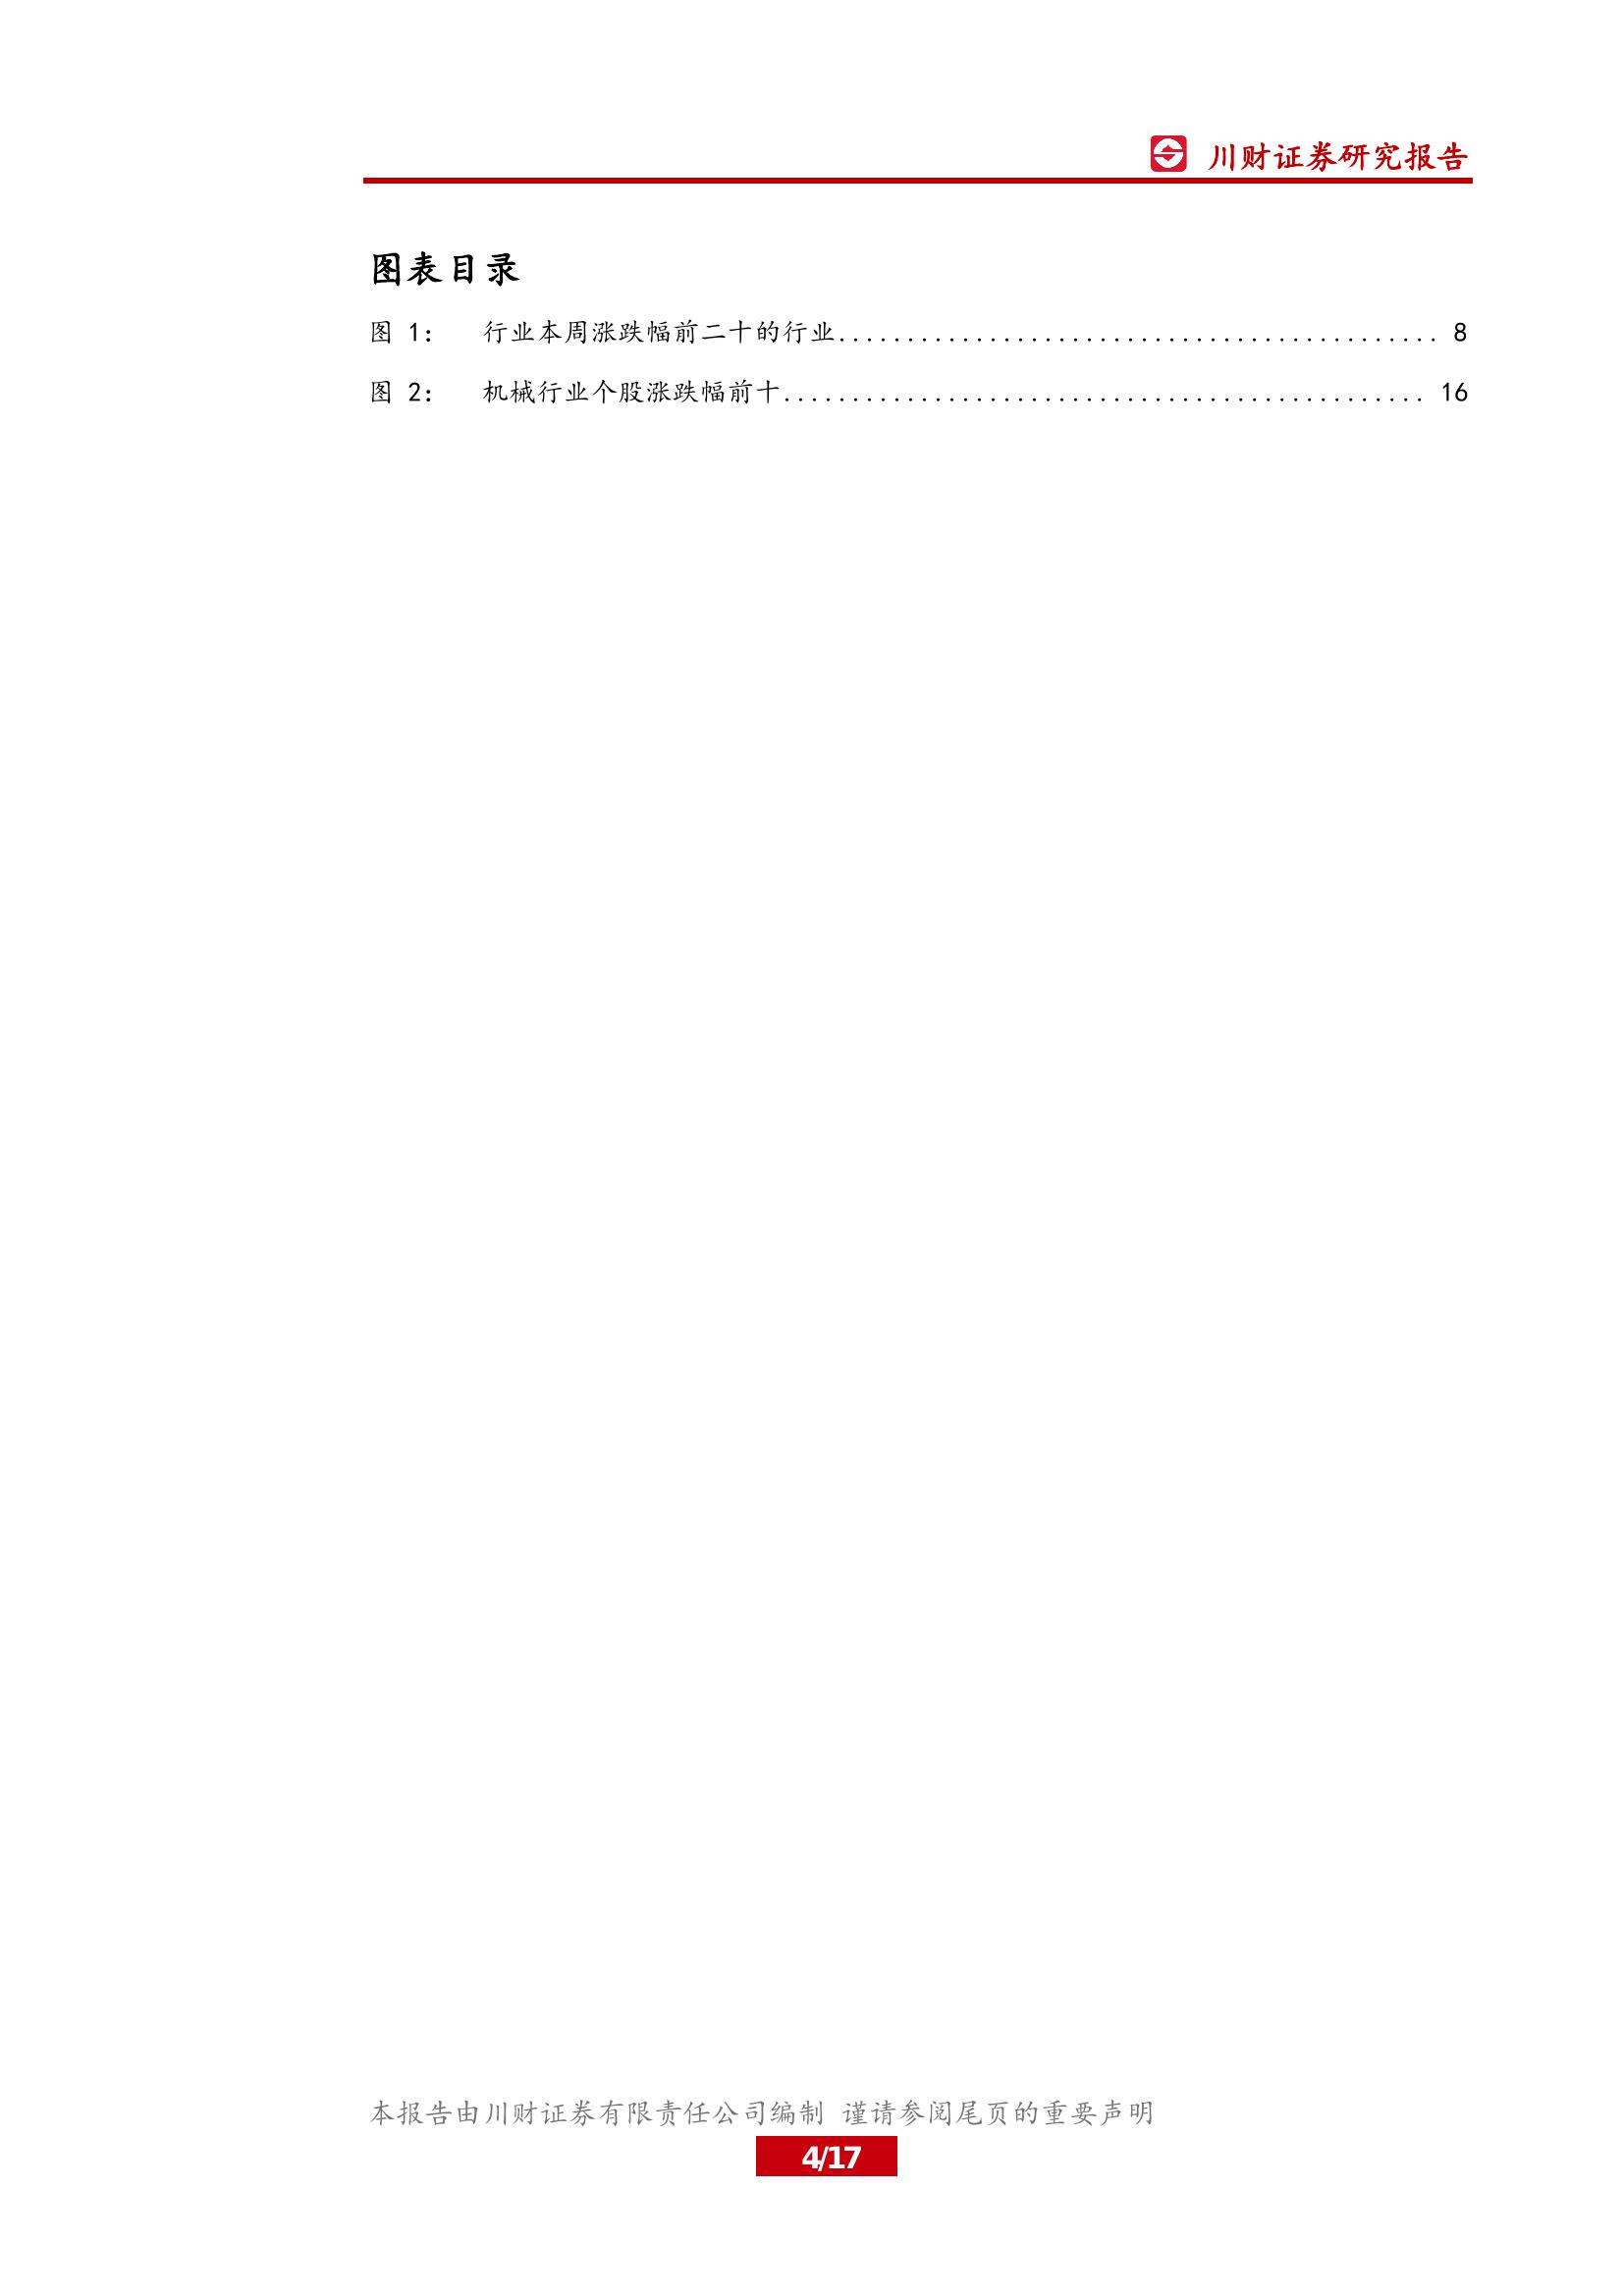 川财证券研究报告
图表目录
图 1： 行业本周涨跌幅前二十的行业............................................ 8
图 2： 机械行业个股涨跌幅前十............................................... 16
本报告由川财证券有限责任公司编制 谨请参阅尾页的重要声明
4/17